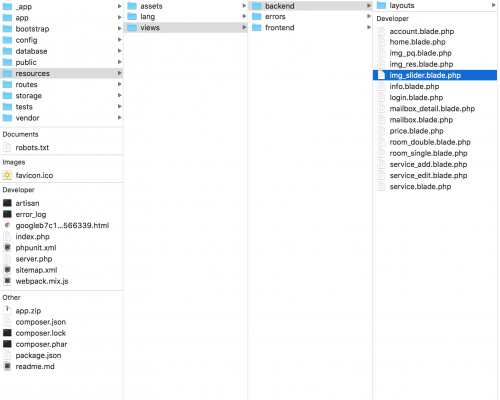 _app
app
bootstrap
config
database
public
resources
routes
storage
tests
vendor
Documents
robots.txt
Images
favicon.ico
Developer
artisan
error_log
googleb7c1...566339.html
index.php
phpunit.xml
server.php
sitemap.xml
webpack.mix.js
Other
app.zip
composer.json
composer.lock
composer.phar
package.json
readme.md
assets
lang
views
backend
errors
frontend
layouts
Developer
account.blade.php
home.blade.php
img_pq.blade.php
img_res.blade.php
img_slider.blade.php
info.blade.php
login.blade.php
mailbox_detail.blade.php
mailbox.blade.php
price.blade.php
room_double.blade.php
room_single.blade.php
service_add.blade.php
service_edit.blade.php
service.blade.php